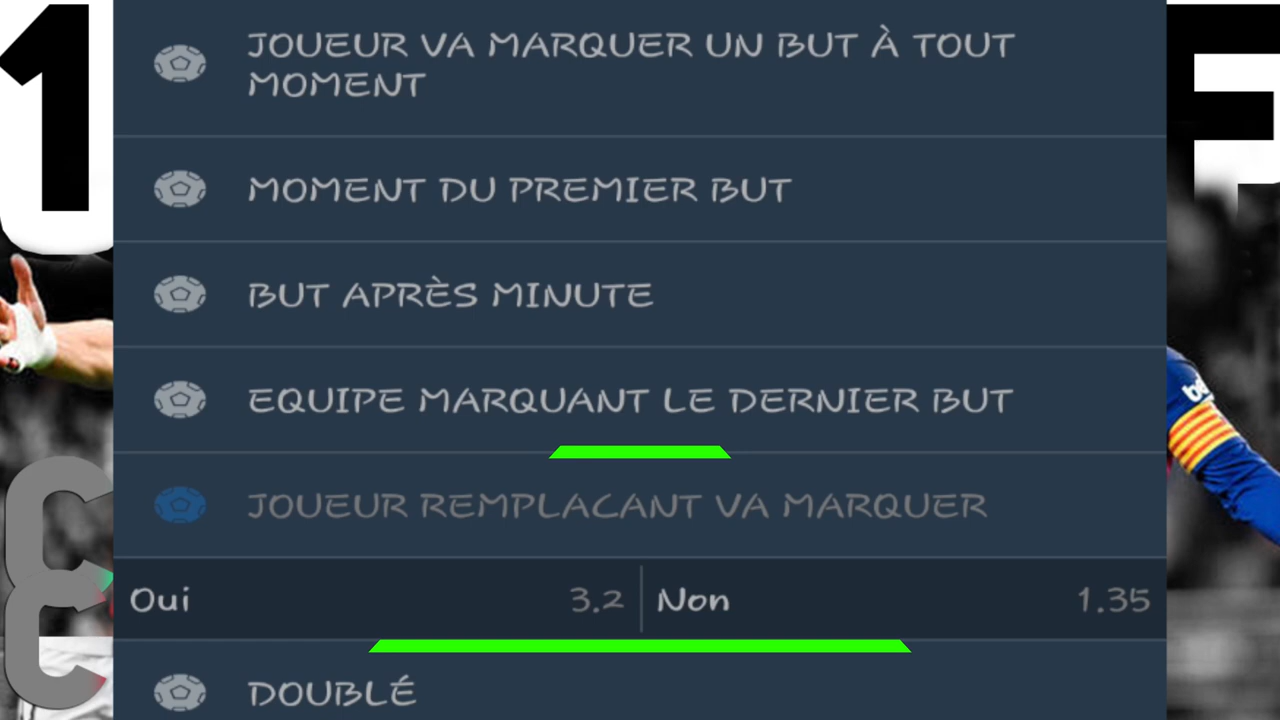 1
F
JOUEUR VA MARQUER UN BUT À TOUT
MOMENT
MOMENT DU PREMIER BUT
BUT APRÈS MINUTE
EQUIPE MARQUANT LE DERNIER BUT
JOUEUR REMPLACANT VA MARQUER
Oui 3.2 Non 1.35
DOUBLÉ